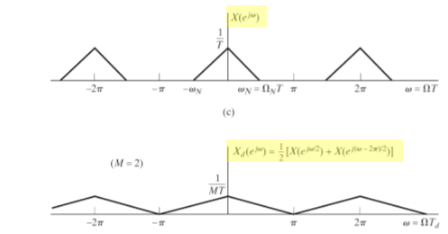 X(e^{jω})
1/T
−2π −π −ω_N ω_N = Ω_N T π 2π ω = ΩT
(c)
X_d(e^{jω}) = 1/2 [X(e^{jω/2}) + X(e^{j(ω − 2π)/2})]
(M = 2)
1/MT
−2π −π π 2π ω = ΩT_d